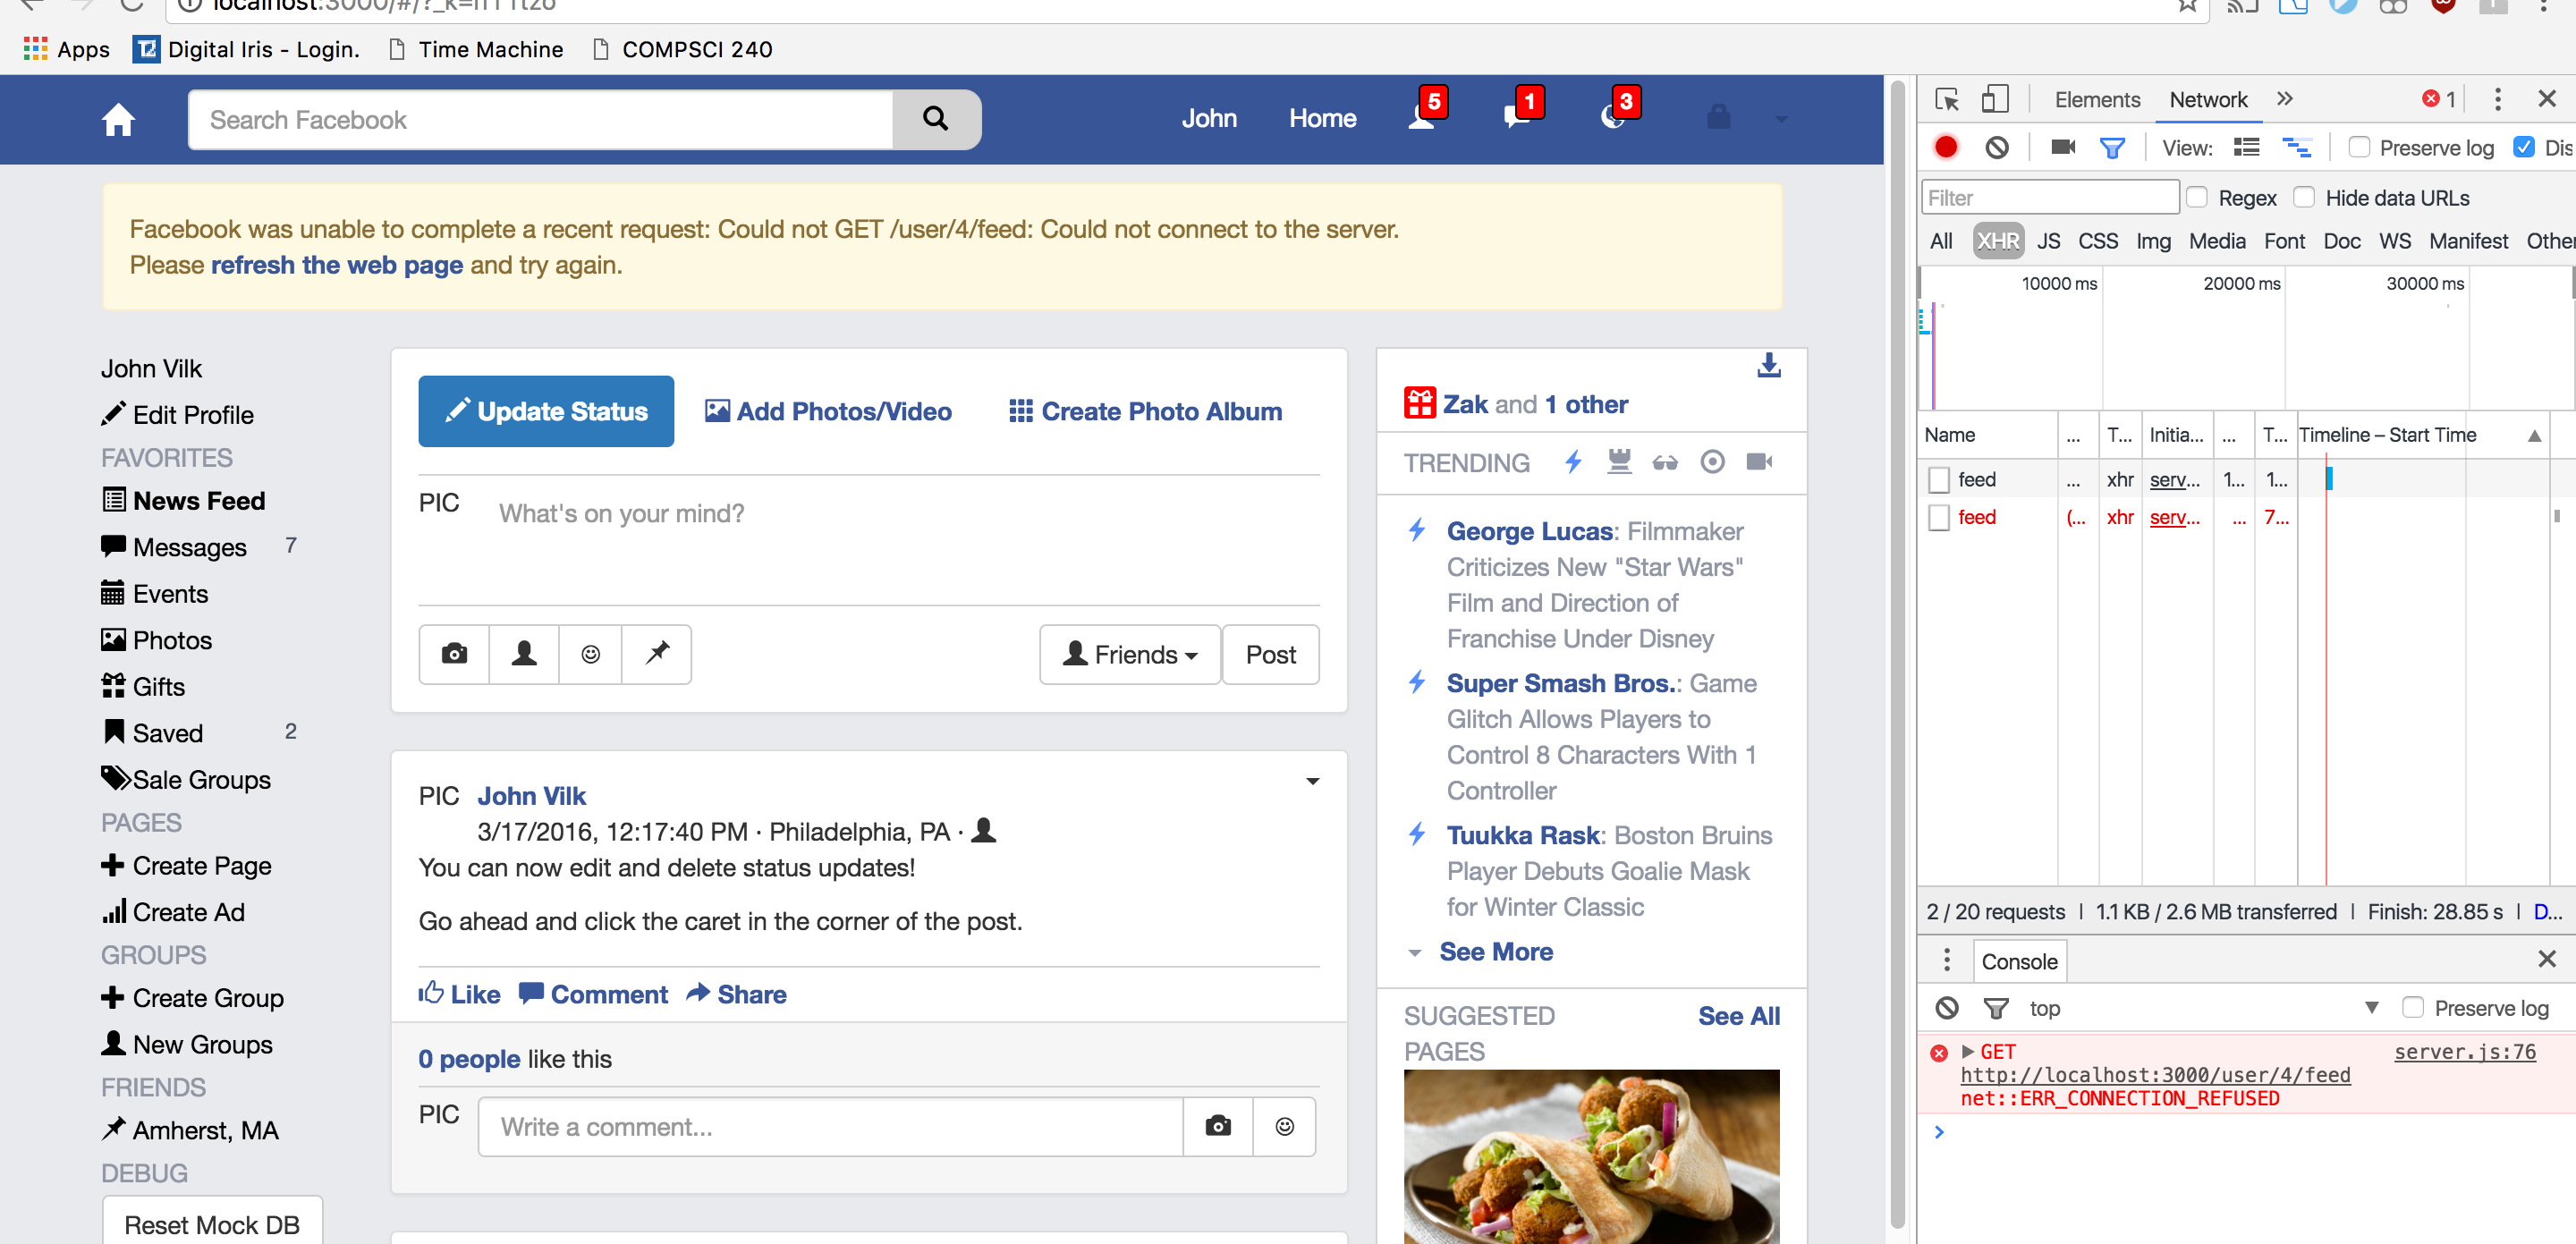 Apps Digital Iris - Login. Time Machine COMPSCI 240
Search Facebook
John Home 5 1 3
Facebook was unable to complete a recent request: Could not GET /user/4/feed: Could not connect to the server.
Please refresh the web page and try again.
John Vilk
Edit Profile
FAVORITES
News Feed
Messages 7
Events
Photos
Gifts
Saved 2
Sale Groups
PAGES
Create Page
Create Ad
GROUPS
Create Group
New Groups
FRIENDS
Amherst, MA
DEBUG
Reset Mock DB
Update Status Add Photos/Video Create Photo Album
PIC What's on your mind?
Friends Post
PIC John Vilk
3/17/2016, 12:17:40 PM · Philadelphia, PA ·
You can now edit and delete status updates!
Go ahead and click the caret in the corner of the post.
Like Comment Share
0 people like this
PIC Write a comment...
Zak and 1 other
TRENDING
George Lucas: Filmmaker
Criticizes New "Star Wars"
Film and Direction of
Franchise Under Disney
Super Smash Bros.: Game
Glitch Allows Players to
Control 8 Characters With 1
Controller
Tuukka Rask: Boston Bruins
Player Debuts Goalie Mask
for Winter Classic
See More
SUGGESTED See All
PAGES
Elements Network 1
View: Preserve log Dis
Filter Regex Hide data URLs
All XHR JS CSS Img Media Font Doc WS Manifest Other
10000 ms 20000 ms 30000 ms
Name ... T... Initia... ... T... Timeline – Start Time
feed ... xhr serv... 1... 1...
feed (... xhr serv... ... 7...
2 / 20 requests | 1.1 KB / 2.6 MB transferred | Finish: 28.85 s | D...
Console
top Preserve log
GET server.js:76
http://localhost:3000/user/4/feed
net::ERR_CONNECTION_REFUSED